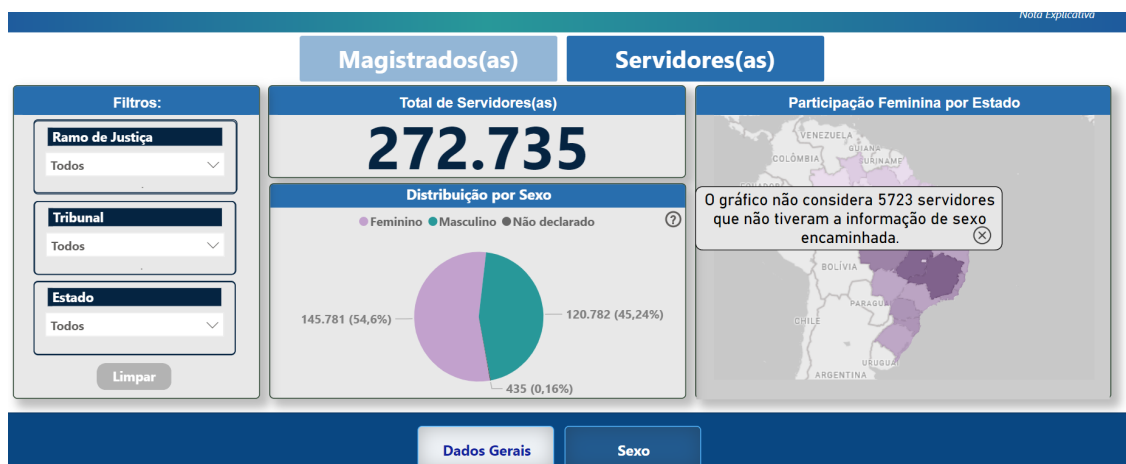 Nota Explicativa
Magistrados(as)
Servidores(as)
Filtros:
Ramo de Justiça
Todos
Tribunal
Todos
Estado
Todos
Limpar
Total de Servidores(as)
272.735
Distribuição por Sexo
Feminino Masculino Não declarado
?
145.781 (54,6%)
120.782 (45,24%)
435 (0,16%)
Participação Feminina por Estado
VENEZUELA
GUIANA
COLÔMBIA
SURINAME
O gráfico não considera 5723 servidores
que não tiveram a informação de sexo
encaminhada.
BOLÍVIA
CHILE
URUGUAI
ARGENTINA
Dados Gerais
Sexo